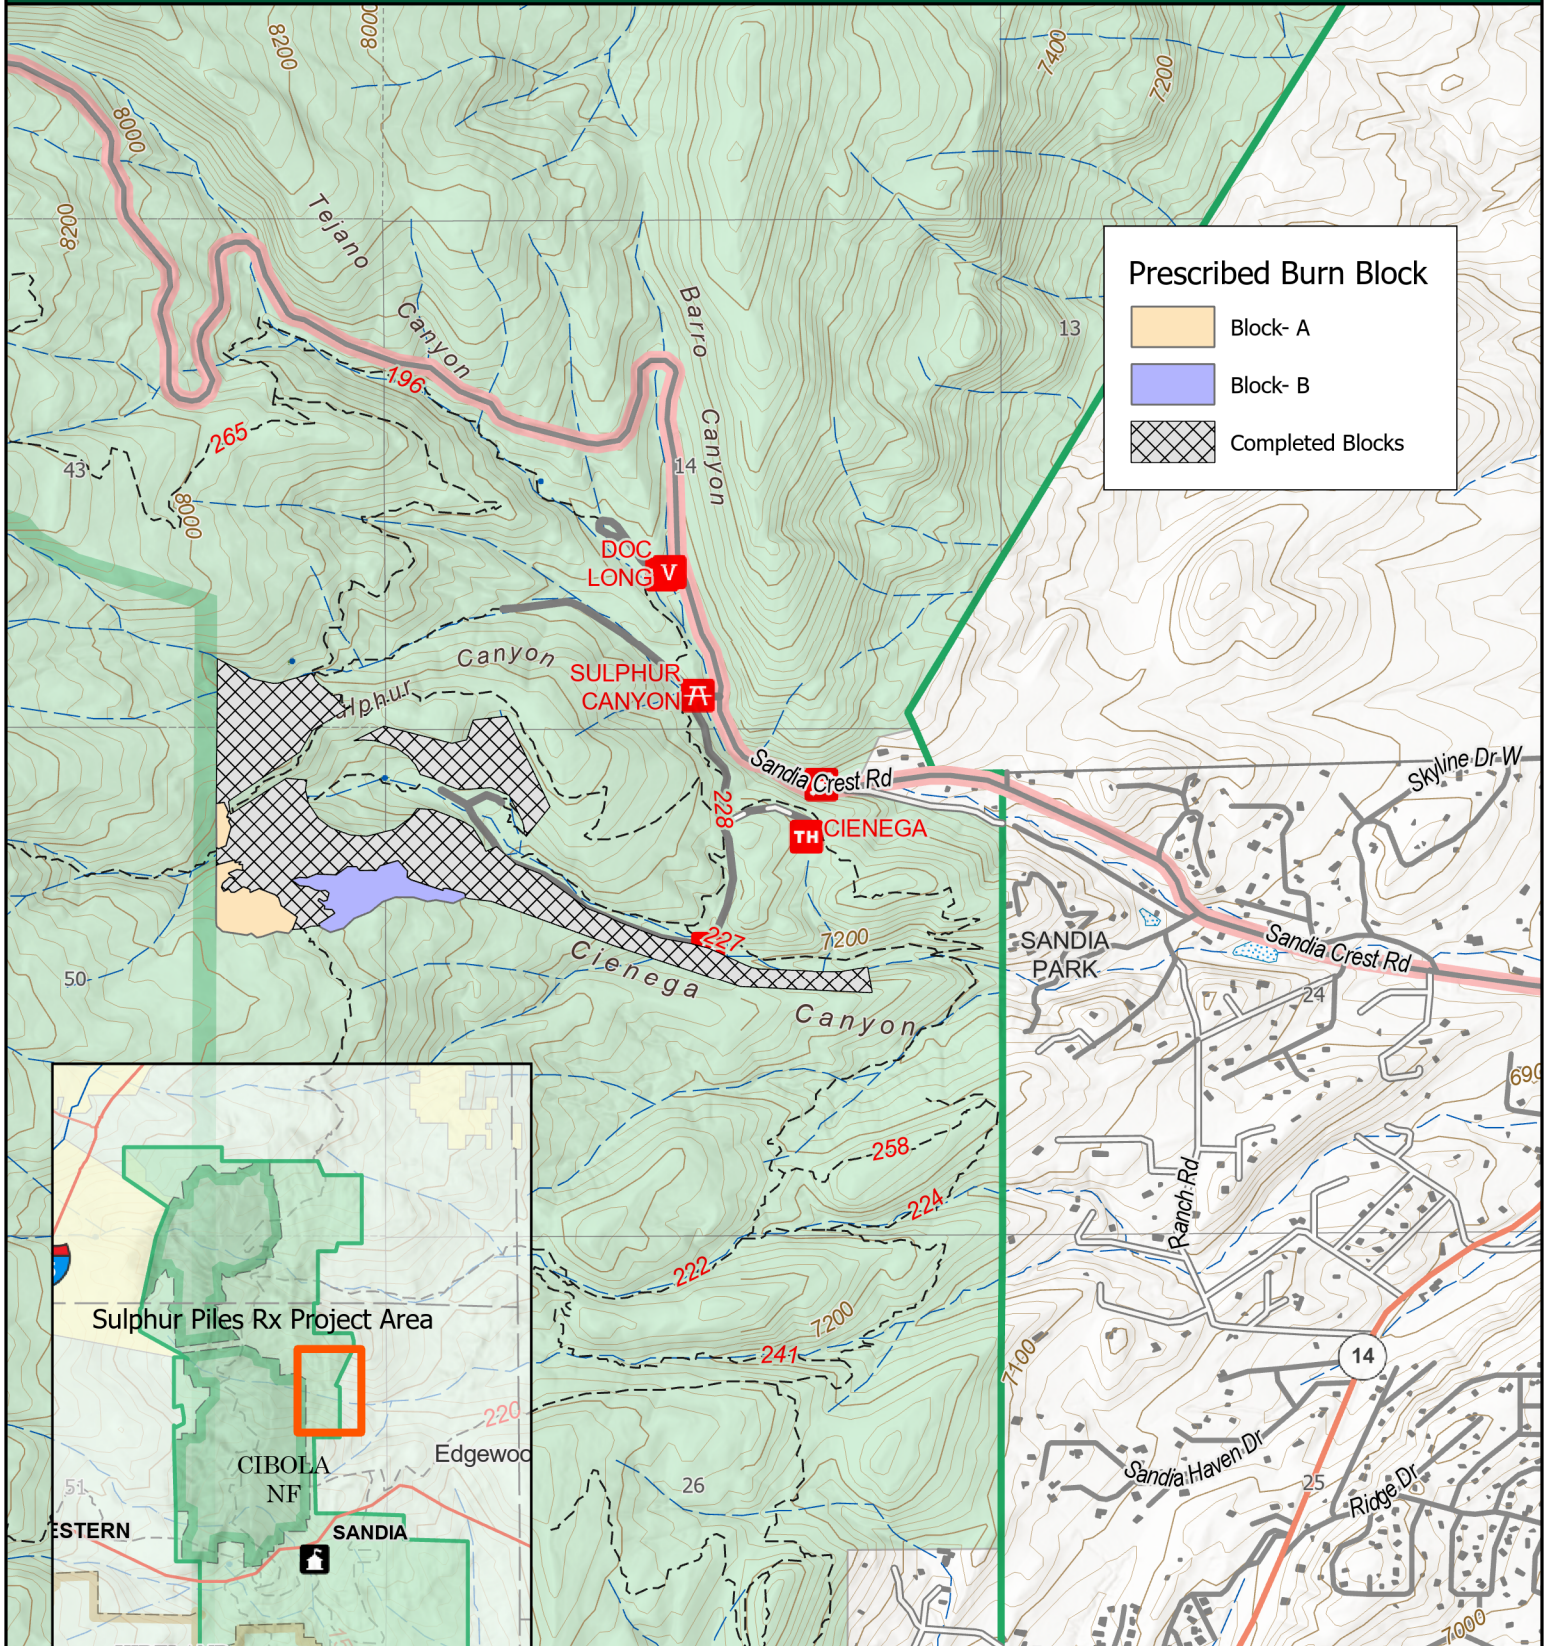 8200
8000
7400
7200
8000
8200
Tejano
Canyon
Barro
Canyon
13
Prescribed Burn Block
Block- A
Block- B
Completed Blocks
196
265
43
8000
14
DOC
LONG
V
Canyon
SULPHUR
CANYON
Sandia Crest Rd
Skyline Dr W
228
TH
CIENEGA
227
7200
SANDIA
PARK
Sandia Crest Rd
Cienega
Canyon
50
24
690
258
224
Ranch Rd
222
7200
241
7100
14
Sulphur Piles Rx Project Area
220
Edgewoo
CIBOLA
NF
51
ESTERN
SANDIA
26
Sandia Haven Dr
25
Ridge Dr
7000